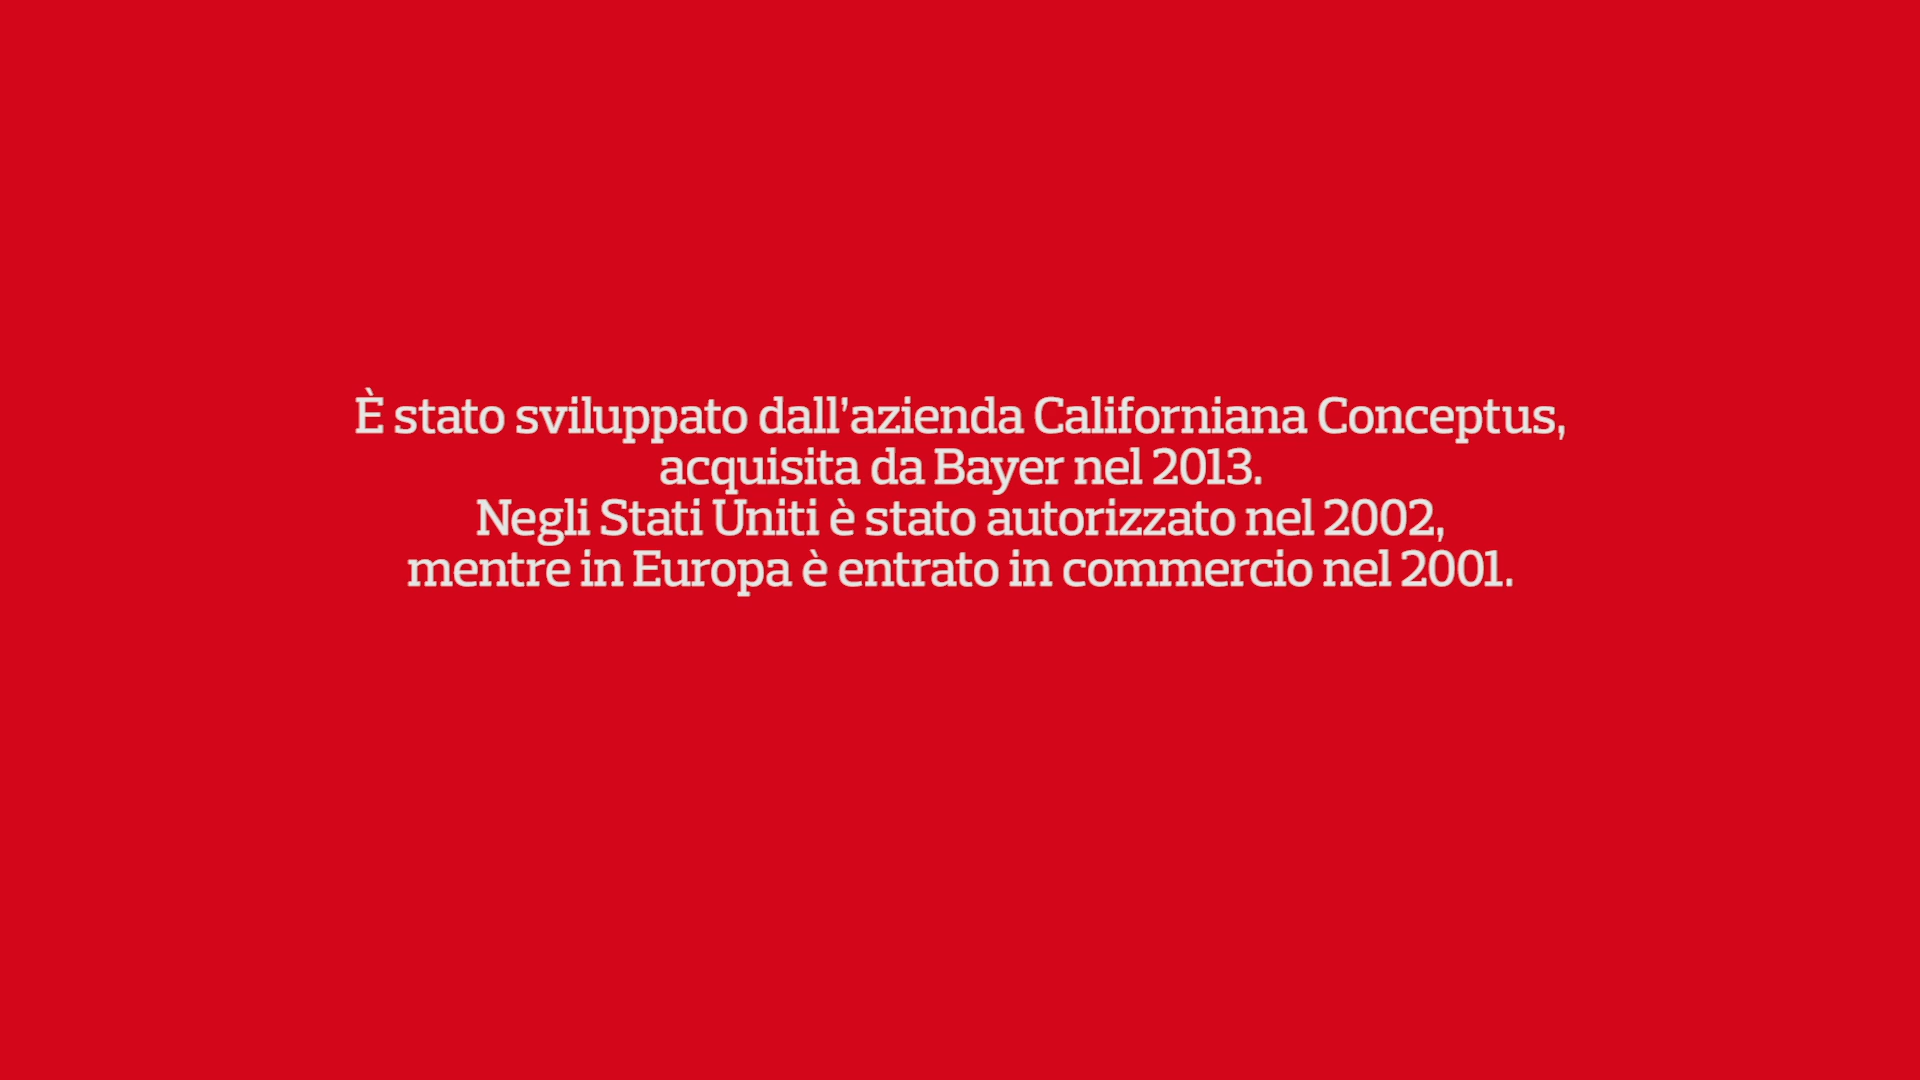 È stato sviluppato dall’azienda Californiana Conceptus,
acquisita da Bayer nel 2013.
Negli Stati Uniti è stato autorizzato nel 2002,
mentre in Europa è entrato in commercio nel 2001.